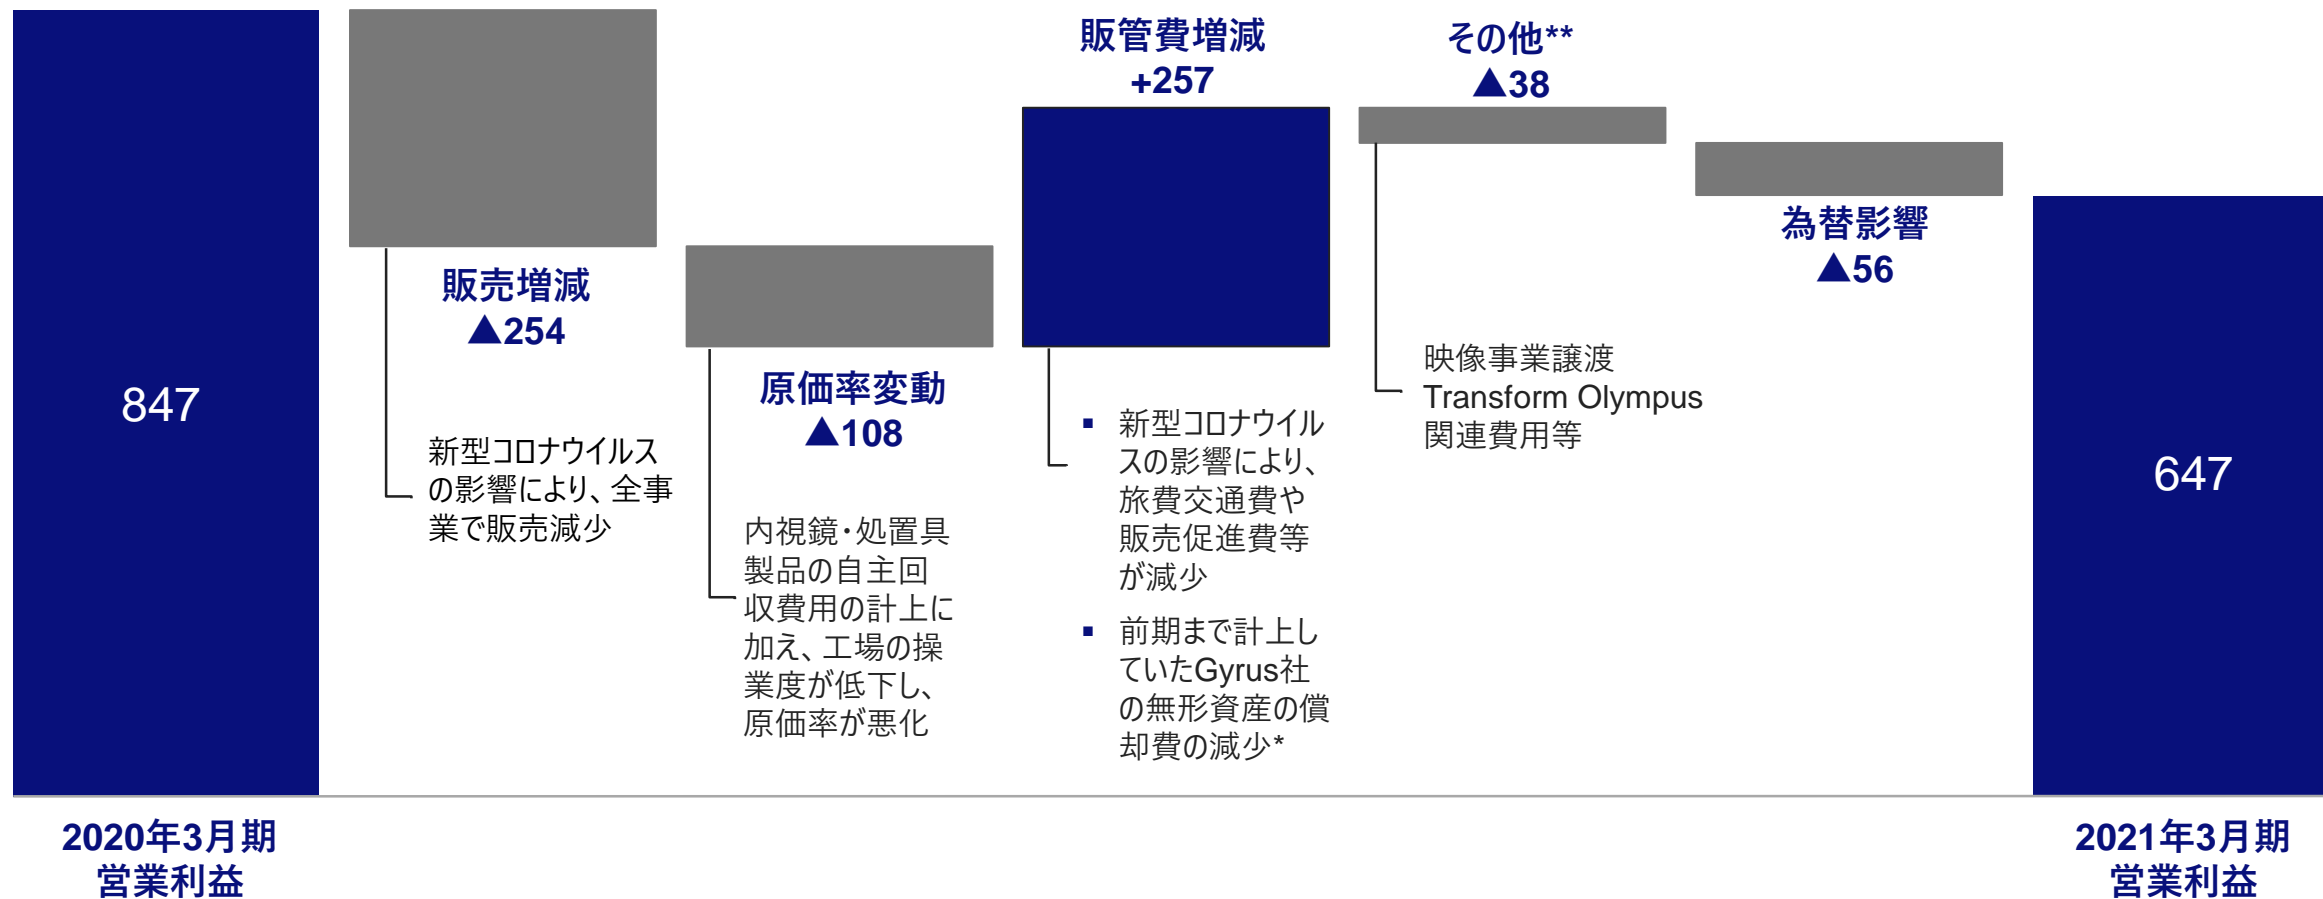 847
2020年3月期
営業利益
販売増減
▲254
新型コロナウイルス
の影響により、全事
業で販売減少
原価率変動
▲108
内視鏡・処置具
製品の自主回
収費用の計上に
加え、工場の操
業度が低下し、
原価率が悪化
販管費増減
+257
▪ 新型コロナウイル
スの影響により、
旅費交通費や
販売促進費等
が減少
▪ 前期まで計上し
ていたGyrus社
の無形資産の償
却費の減少*
その他**
▲38
映像事業譲渡
Transform Olympus
関連費用等
為替影響
▲56
647
2021年3月期
営業利益